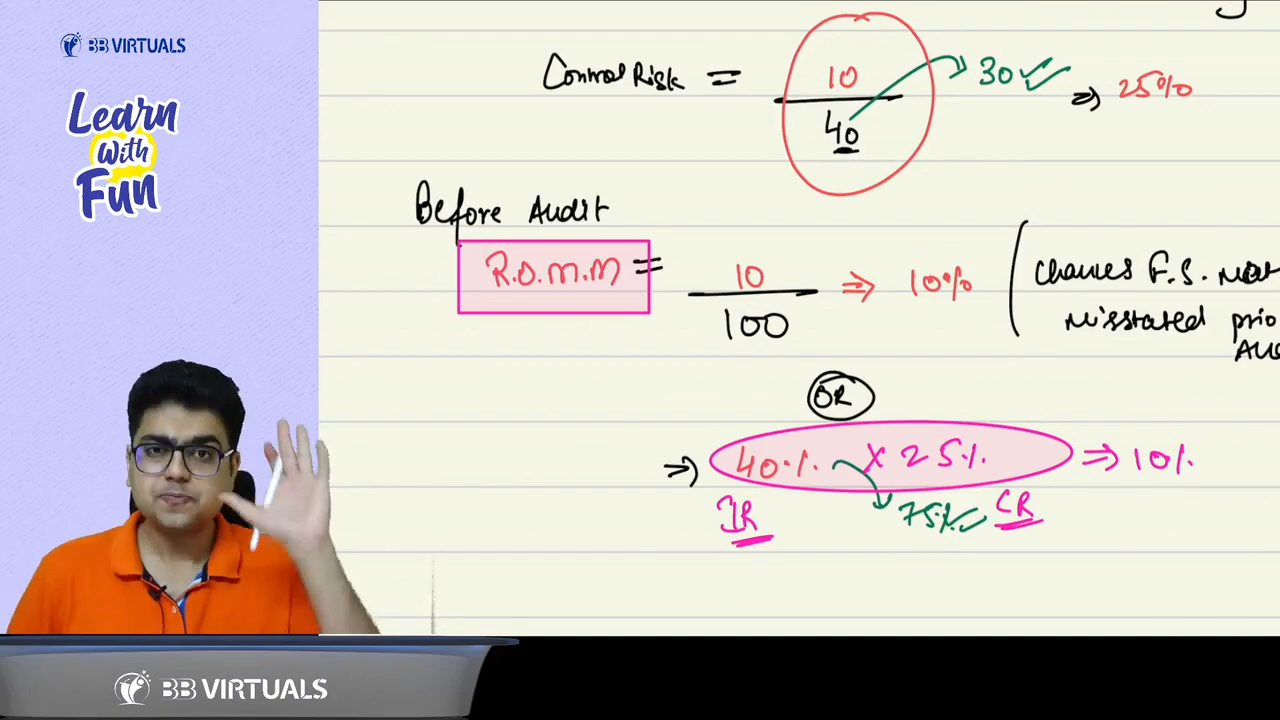 BB VIRTUALS
Learn
With
Fun
Control Risk = 10
40
30
⇒ 25%
Before Audit
R.O.M.M = 10
100
⇒ 10%
( Chances F.S.
misstated prio
OR
⇒ 40% × 25% ⇒ 10%
IR
75%
CR
BB VIRTUALS